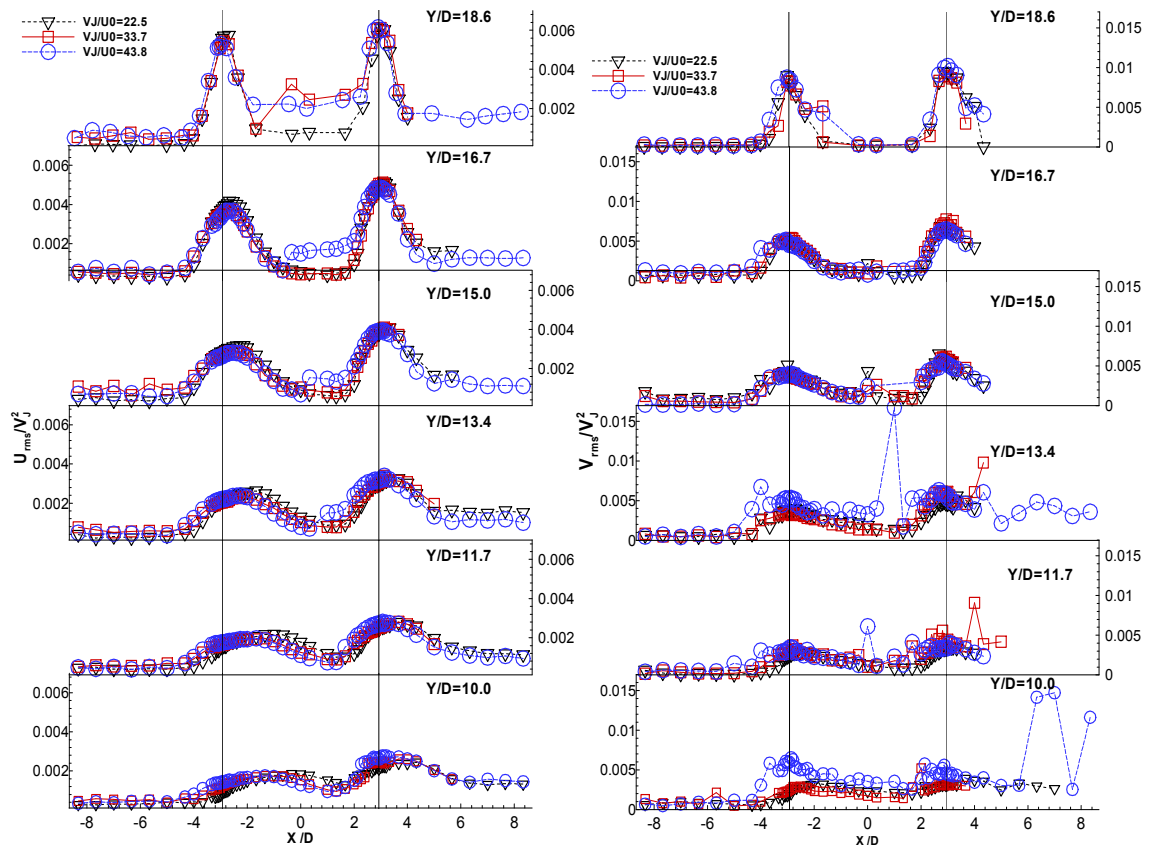 VJ/U0=22.5
VJ/U0=33.7
VJ/U0=43.8
Y/D=18.6
0.006
0.004
0.002
Y/D=16.7
0.006
0.004
0.002
Y/D=15.0
0.006
0.004
0.002
Y/D=13.4
0.006
0.004
0.002
Y/D=11.7
0.006
0.004
0.002
Y/D=10.0
0.006
0.004
0.002
U_rms/V_J^2
-8 -6 -4 -2 0 2 4 6 8
X/D
VJ/U0=22.5
VJ/U0=33.7
VJ/U0=43.8
Y/D=18.6
0.015
0.01
0.005
0
Y/D=16.7
0.015
0.01
0.005
0
Y/D=15.0
0.015
0.01
0.005
0
Y/D=13.4
0.015
0.01
0.005
0
Y/D=11.7
0.015
0.01
0.005
0
Y/D=10.0
0.015
0.01
0.005
0
V_rms/V_J^2
-8 -6 -4 -2 0 2 4 6 8
X/D